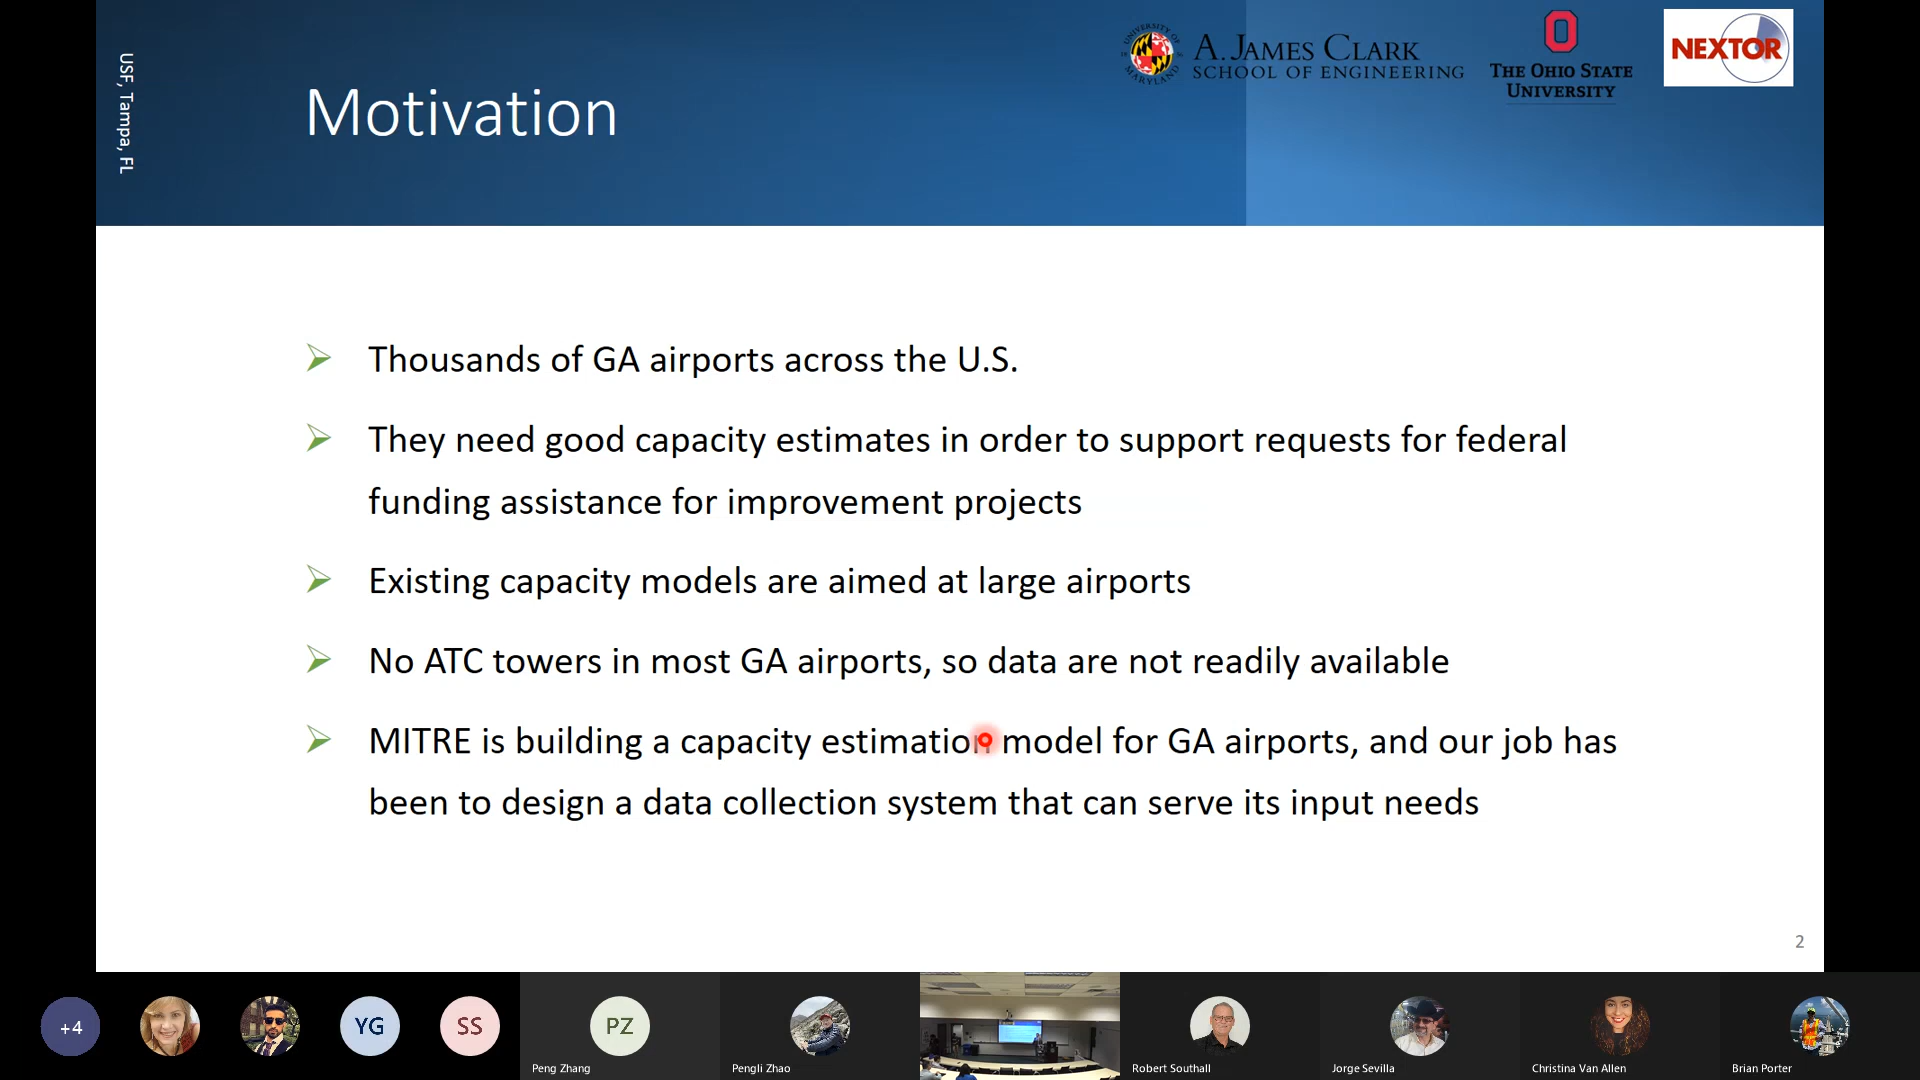 USF, Tampa, FL
Motivation
A. JAMES CLARK
SCHOOL OF ENGINEERING
THE OHIO STATE
UNIVERSITY
NEXTOR
Thousands of GA airports across the U.S.
They need good capacity estimates in order to support requests for federal
funding assistance for improvement projects
Existing capacity models are aimed at large airports
No ATC towers in most GA airports, so data are not readily available
MITRE is building a capacity estimation model for GA airports, and our job has
been to design a data collection system that can serve its input needs
2
+4
YG
SS
PZ
Peng Zhang
Pengli Zhao
Robert Southall
Jorge Sevilla
Christina Van Allen
Brian Porter